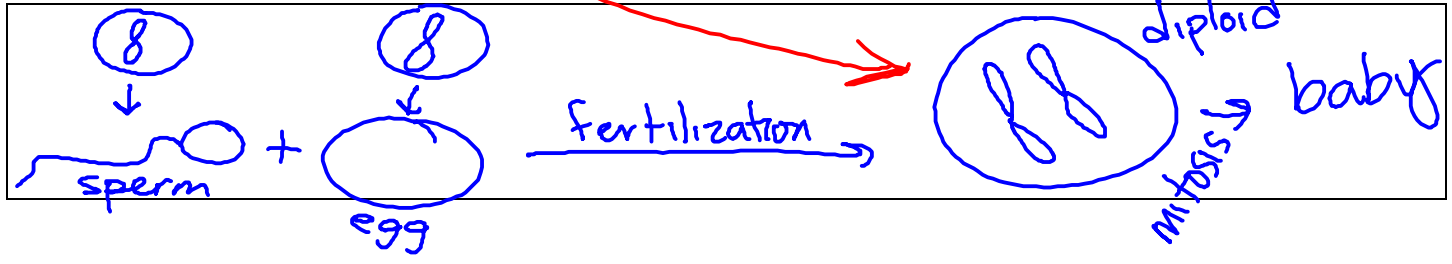 diploid
baby
fertilization
mitosis
sperm
+
egg